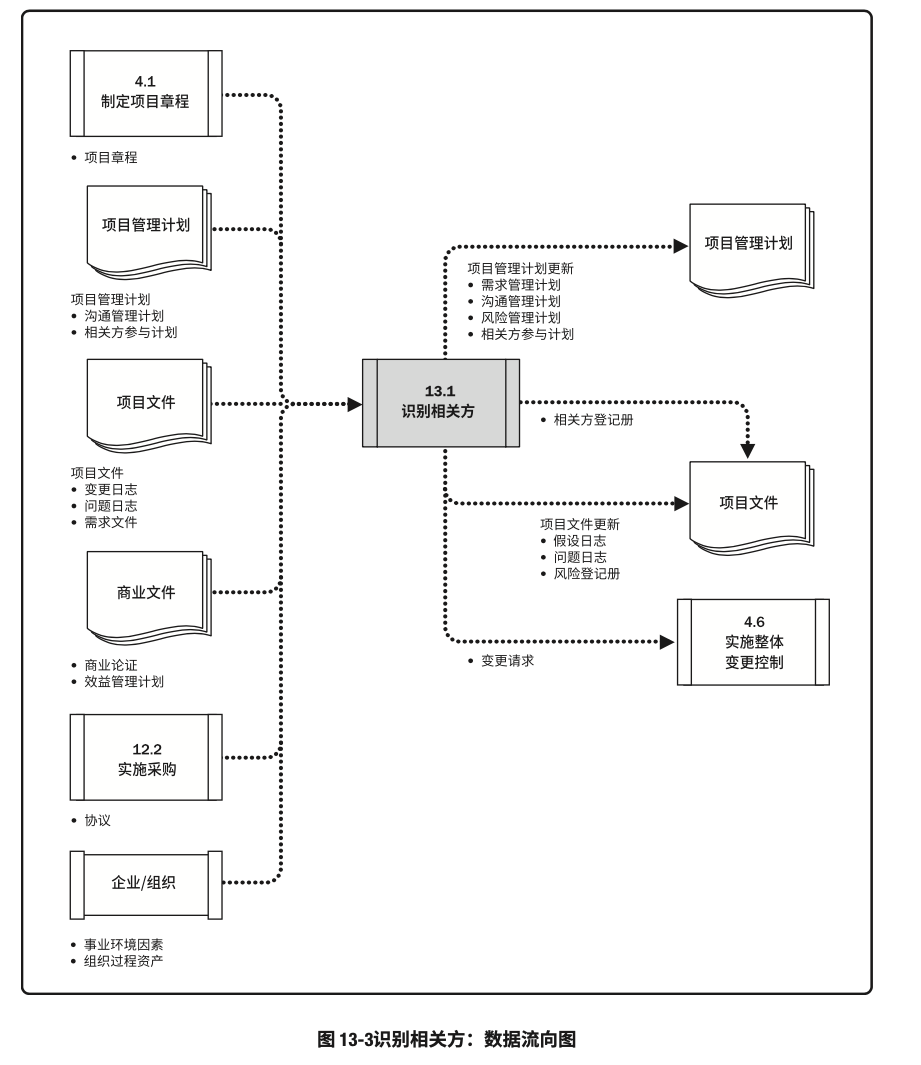 4.1
制定项目章程
• 项目章程
项目管理计划
项目管理计划
• 沟通管理计划
• 相关方参与计划
项目文件
项目文件
• 变更日志
• 问题日志
• 需求文件
商业文件
• 商业论证
• 效益管理计划
12.2
实施采购
• 协议
企业/组织
• 事业环境因素
• 组织过程资产
13.1
识别相关方
项目管理计划更新
• 需求管理计划
• 沟通管理计划
• 风险管理计划
• 相关方参与计划
项目管理计划
• 相关方登记册
项目文件
项目文件更新
• 假设日志
• 问题日志
• 风险登记册
4.6
实施整体
变更控制
• 变更请求
图 13-3识别相关方：数据流向图